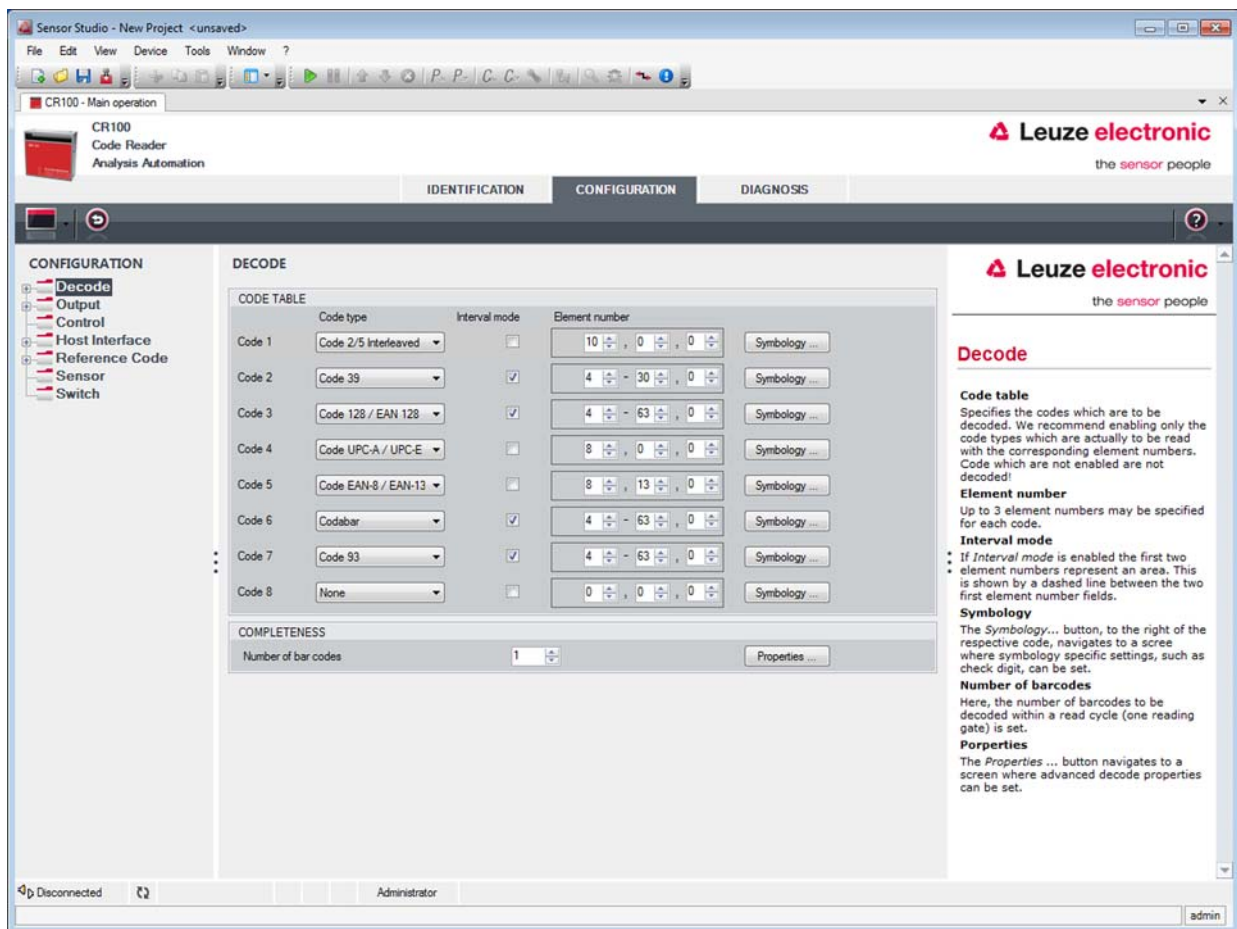 Sensor Studio - New Project <unsaved>
File Edit View Device Tools Window ?
CR100 - Main operation
CR100
Code Reader
Analysis Automation
Leuze electronic
the sensor people
IDENTIFICATION CONFIGURATION DIAGNOSIS
CONFIGURATION
Decode
Output
Control
Host Interface
Reference Code
Sensor
Switch
DECODE
CODE TABLE
Code type Interval mode Element number
Code 1 Code 2/5 Interleaved 10 , 0 , 0 Symbology ...
Code 2 Code 39 4 - 30 , 0 Symbology ...
Code 3 Code 128 / EAN 128 4 - 63 , 0 Symbology ...
Code 4 Code UPC-A / UPC-E 8 , 0 , 0 Symbology ...
Code 5 Code EAN-8 / EAN-13 8 , 13 , 0 Symbology ...
Code 6 Codabar 4 - 63 , 0 Symbology ...
Code 7 Code 93 4 - 63 , 0 Symbology ...
Code 8 None 0 , 0 , 0 Symbology ...
COMPLETENESS
Number of bar codes 1 Properties ...
Leuze electronic
the sensor people
Decode
Code table
Specifies the codes which are to be
decoded. We recommend enabling only the
code types which are actually to be read
with the corresponding element numbers.
Code which are not enabled are not
decoded!
Element number
Up to 3 element numbers may be specified
for each code.
Interval mode
If Interval mode is enabled the first two
element numbers represent an area. This
is shown by a dashed line between the two
first element number fields.
Symbology
The Symbology... button, to the right of the
respective code, navigates to a scree
where symbology specific settings, such as
check digit, can be set.
Number of barcodes
Here, the number of barcodes to be
decoded within a read cycle (one reading
gate) is set.
Porperties
The Properties ... button navigates to a
screen where advanced decode properties
can be set.
Disconnected Administrator
admin